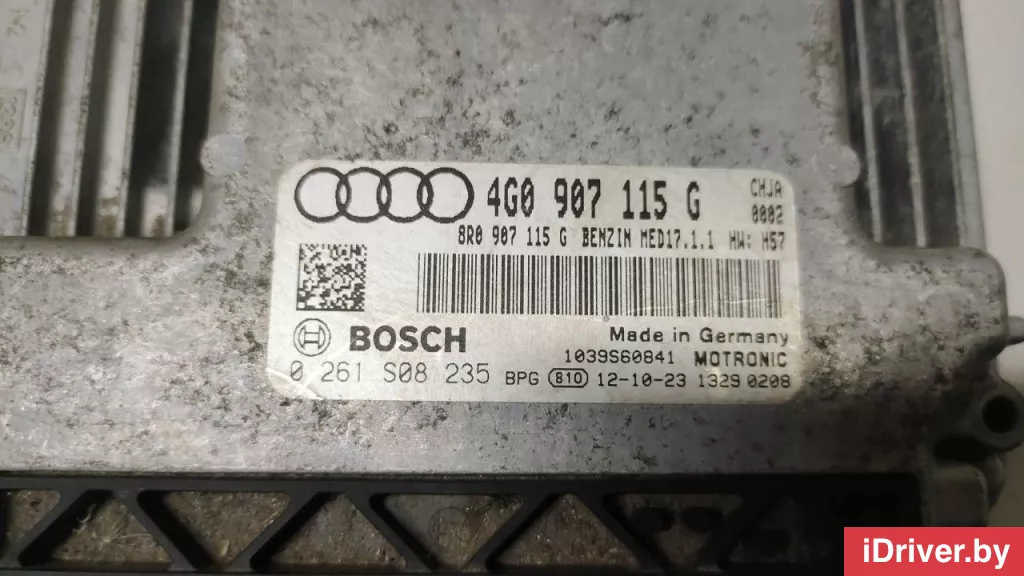 4G0 907 115 G
CHJA
0002
8R0 907 115 G BENZIN MED17.1.1 HW: H57
BOSCH
Made in Germany
1039S60841 MOTRONIC
0 261 S08 235 BPG 810 12-10-23 1329 0208
iDriver.by